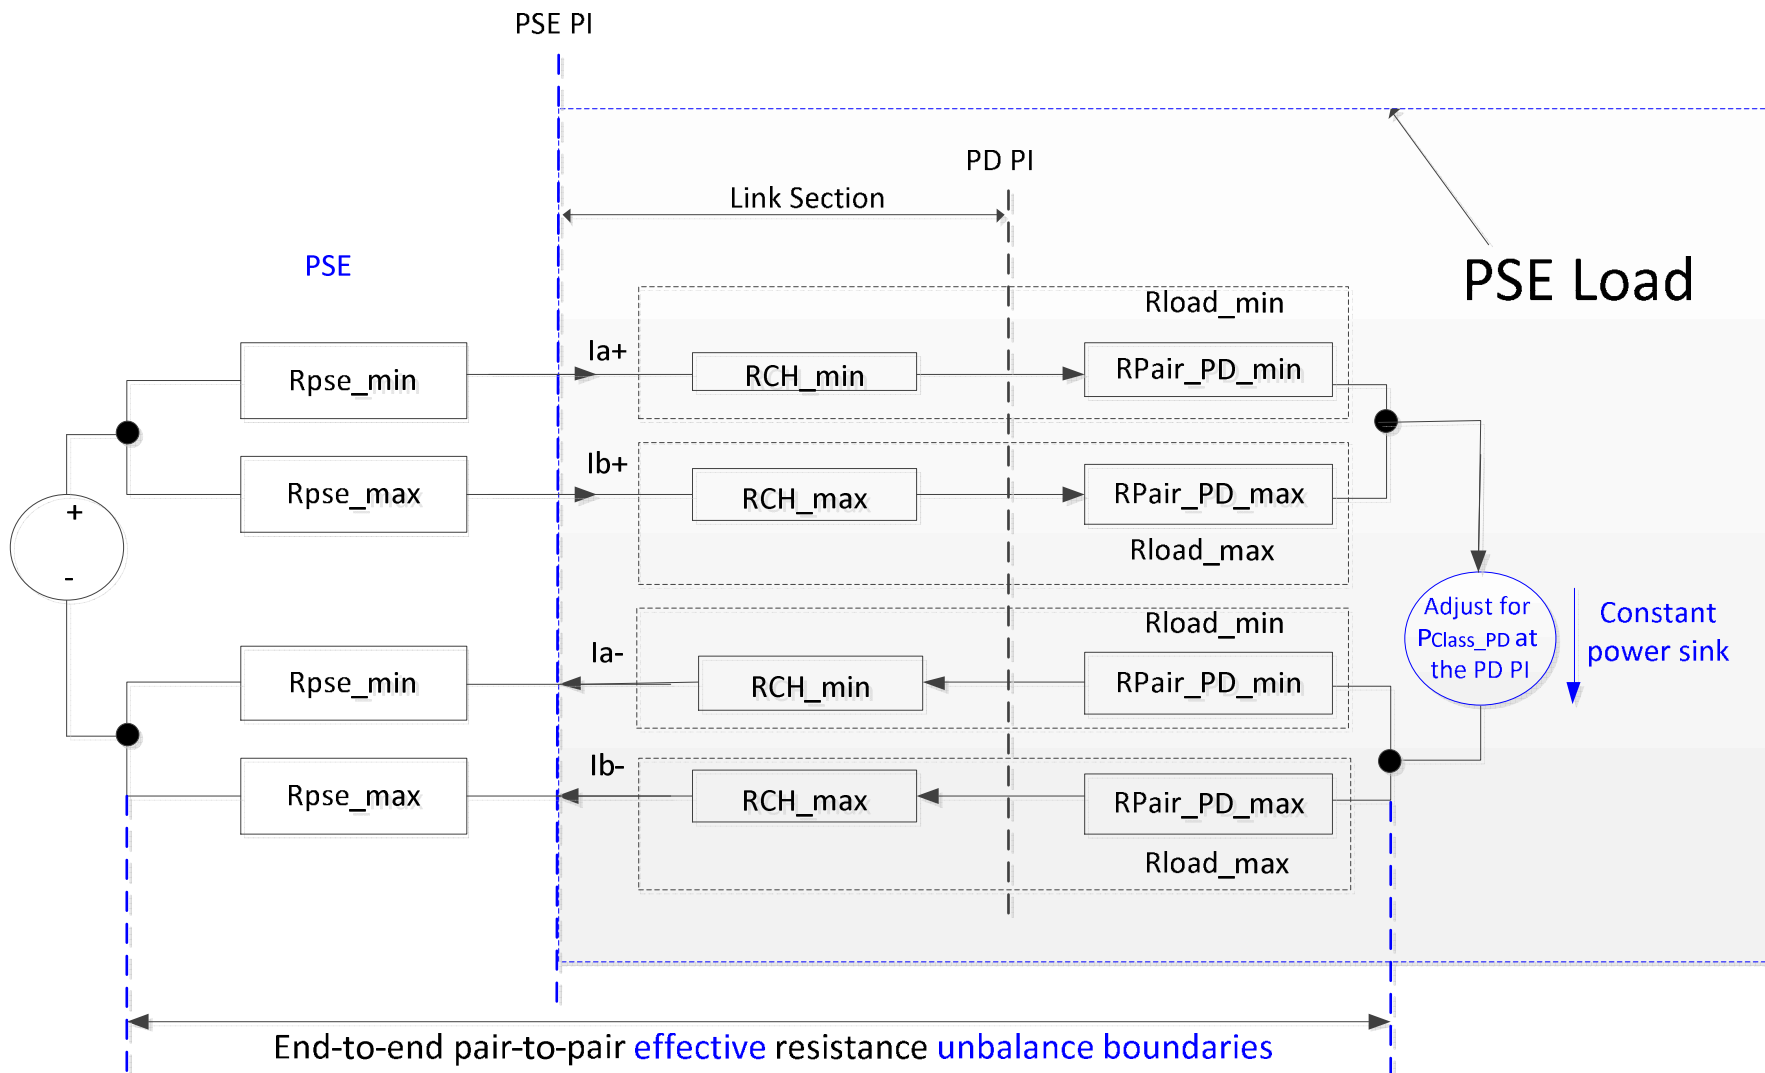 PSE PI
PD PI
Link Section
PSE
PSE Load
Rload_min
Ia+
Rpse_min
RCH_min
RPair_PD_min
Ib+
Rpse_max
RCH_max
RPair_PD_max
Rload_max
+
-
Adjust for
PClass_PD at
the PD PI
Constant
power sink
Rload_min
Ia-
Rpse_min
RCH_min
RPair_PD_min
Ib-
Rpse_max
RCH_max
RPair_PD_max
Rload_max
End-to-end pair-to-pair effective resistance unbalance boundaries